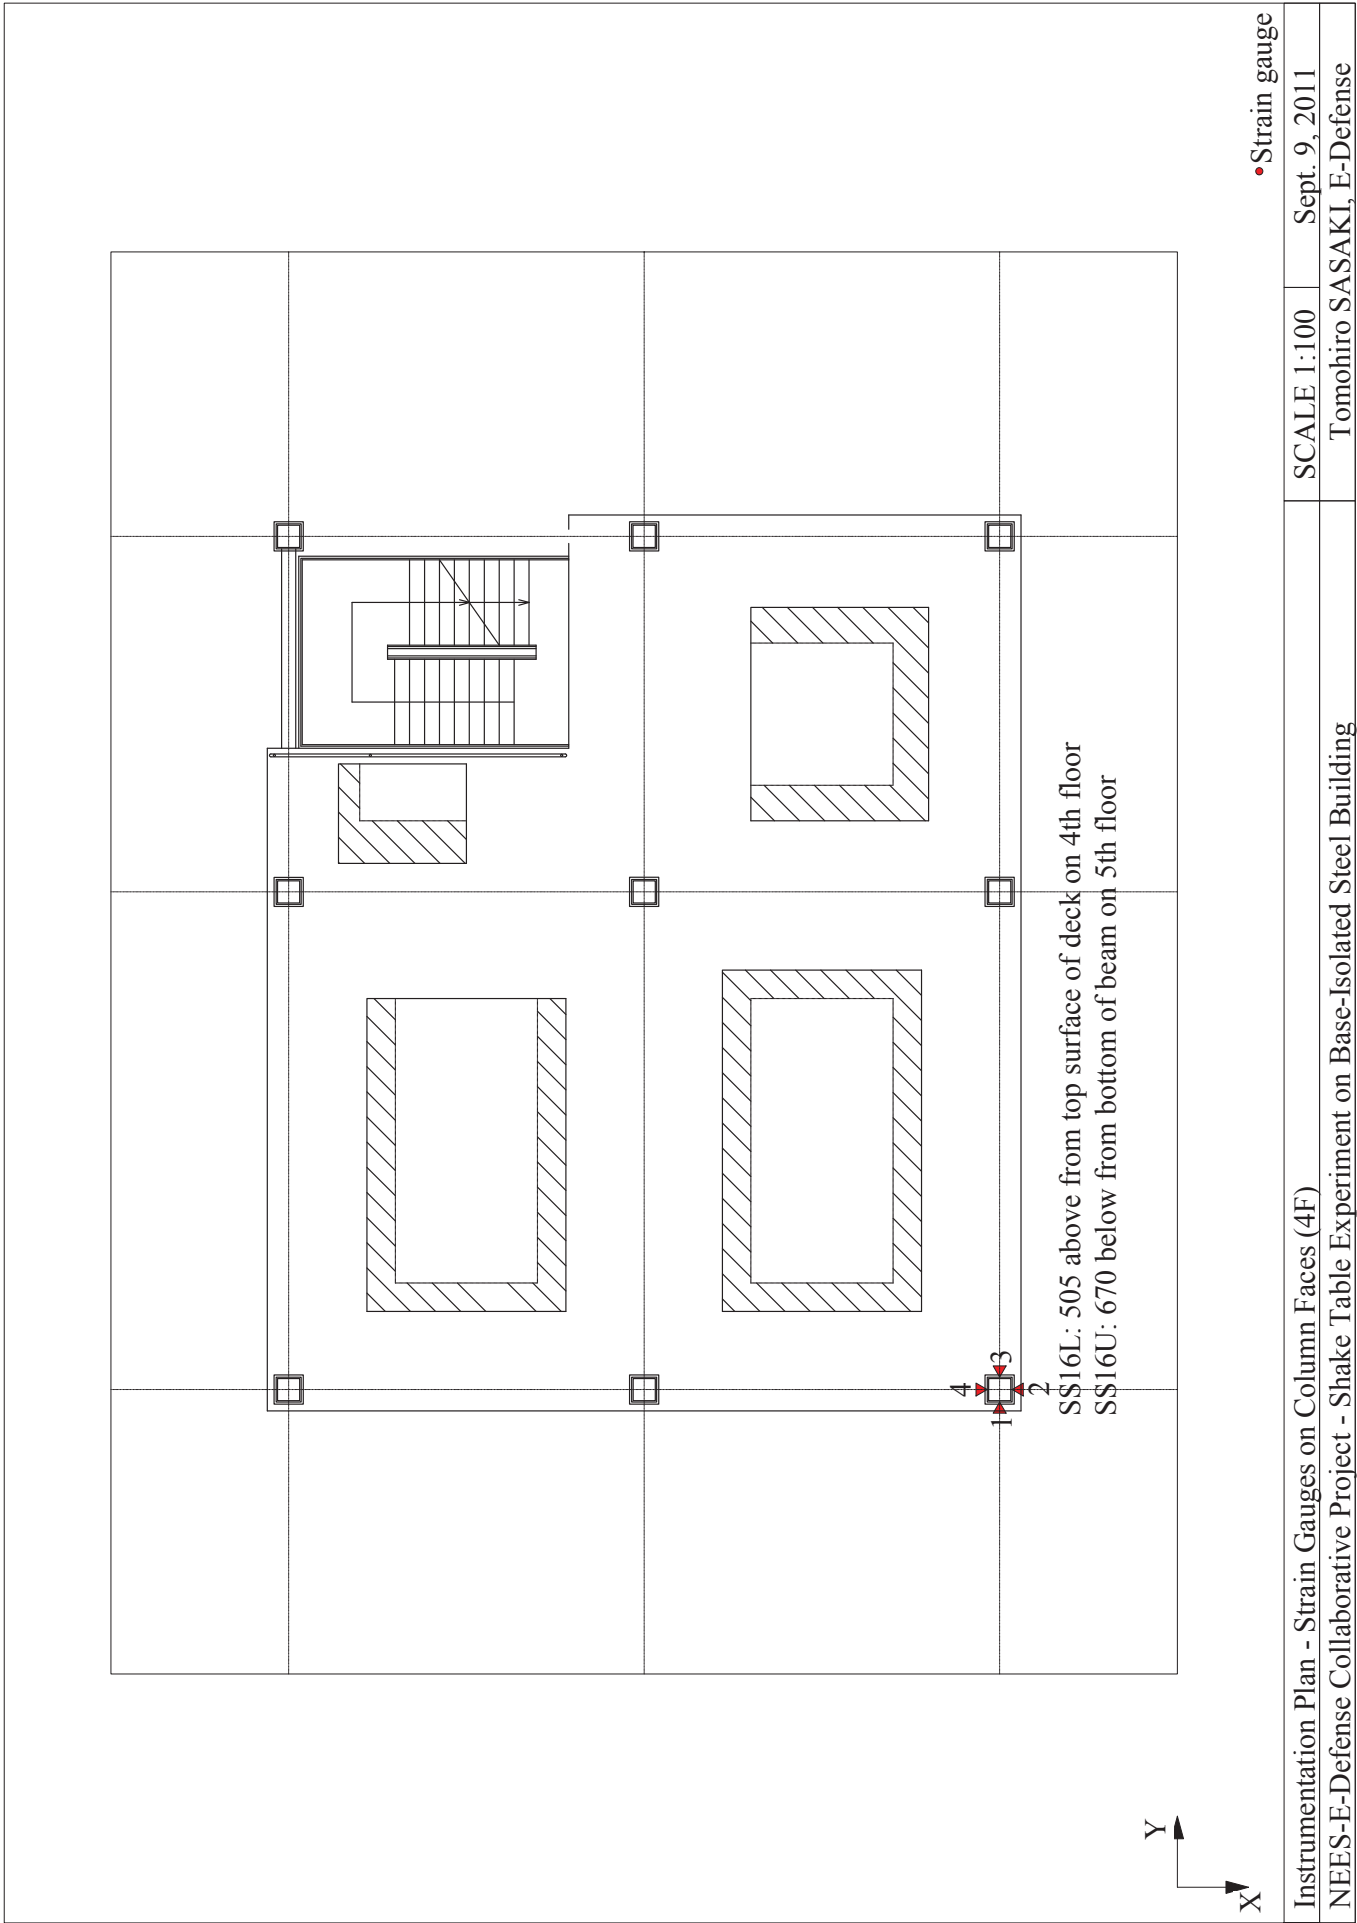 •Strain gauge
4
1
3
2
SS16L: 505 above from top surface of deck on 4th floor
SS16U: 670 below from bottom of beam on 5th floor
Y
X
Instrumentation Plan - Strain Gauges on Column Faces (4F)
SCALE 1:100
Sept. 9, 2011
NEES-E-Defense Collaborative Project - Shake Table Experiment on Base-Isolated Steel Building
Tomohiro SASAKI, E-Defense